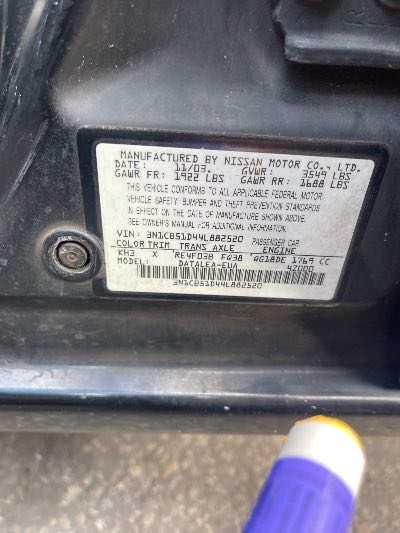 MANUFACTURED BY NISSAN MOTOR CO., LTD.
DATE: 11/03. GVWR: 3549 LBS
GAWR FR: 1922 LBS GAWR RR: 1688 LBS
THIS VEHICLE CONFORMS TO ALL APPLICABLE FEDERAL MOTOR
VEHICLE SAFETY, BUMPER AND THEFT PREVENTION STANDARDS
IN EFFECT ON THE DATE OF MANUFACTURE SHOWN ABOVE.
SEE OWNER'S MANUAL FOR ADDITIONAL INFORMATION.
VIN: 3N1CB51D44L882520 PASSENGER CAR
COLOR TRIM TRANS AXLE ENGINE
KH3 X RE4F03B FQ38 QG18DE 1769 CC
MODEL: DATALEA-EUA 42000
3N1CB51D44L882520